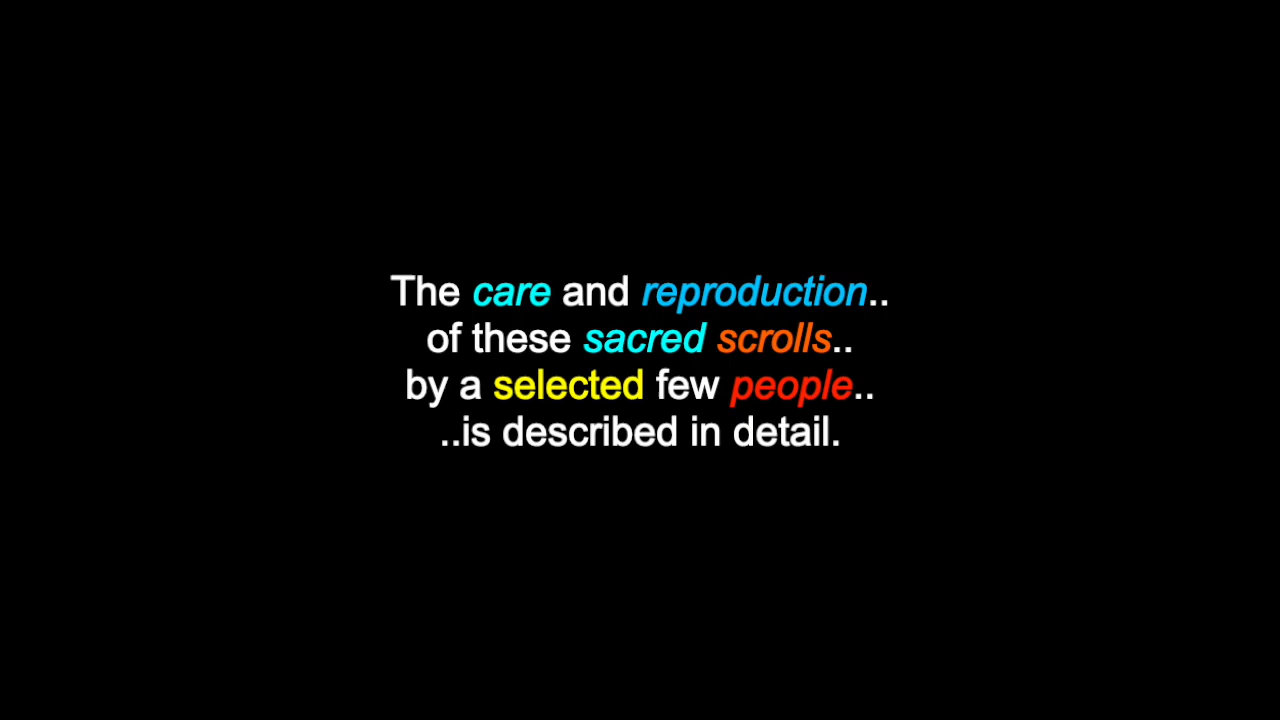 The care and reproduction..
of these sacred scrolls..
by a selected few people..
..is described in detail.